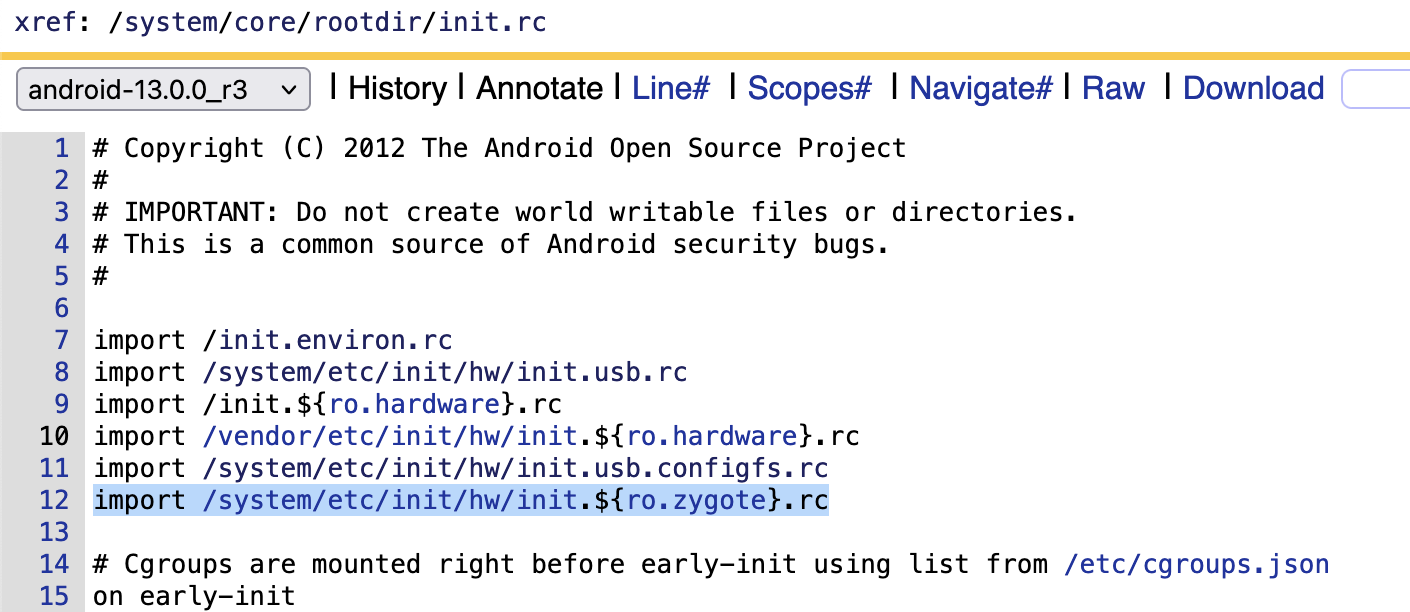 xref: /system/core/rootdir/init.rc
android-13.0.0_r3 | History | Annotate | Line# | Scopes# | Navigate# | Raw | Download
1 # Copyright (C) 2012 The Android Open Source Project
2 #
3 # IMPORTANT: Do not create world writable files or directories.
4 # This is a common source of Android security bugs.
5 #
6
7 import /init.environ.rc
8 import /system/etc/init/hw/init.usb.rc
9 import /init.${ro.hardware}.rc
10 import /vendor/etc/init/hw/init.${ro.hardware}.rc
11 import /system/etc/init/hw/init.usb.configfs.rc
12 import /system/etc/init/hw/init.${ro.zygote}.rc
13
14 # Cgroups are mounted right before early-init using list from /etc/cgroups.json
15 on early-init